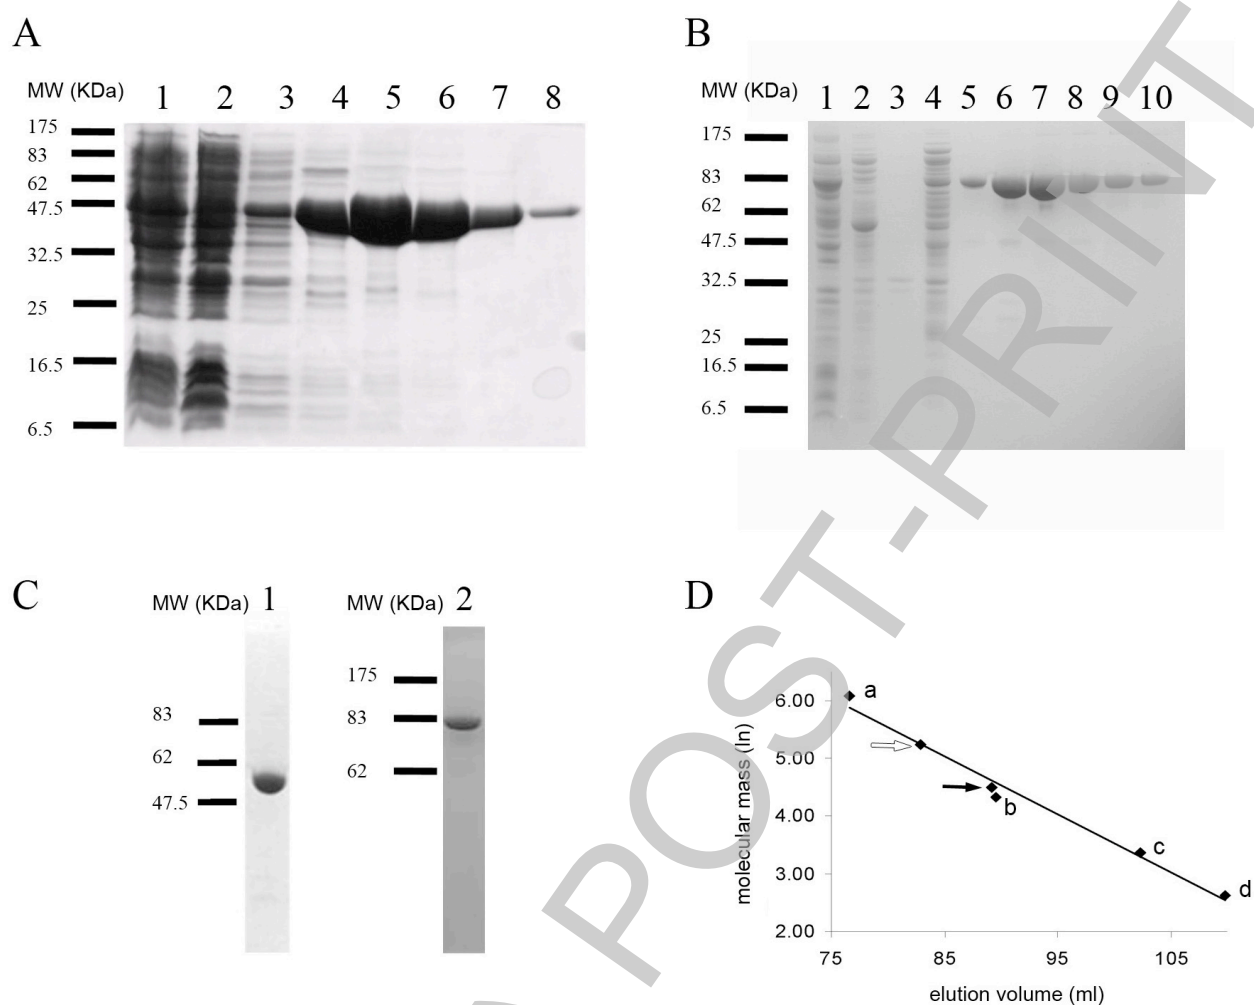 A
MW (KDa) 1 2 3 4 5 6 7 8
175
83
62
47.5
32.5
25
16.5
6.5
B
MW (KDa) 1 2 3 4 5 6 7 8 9 10
175
83
62
47.5
32.5
25
16.5
6.5
C
MW (KDa) 1
83
62
47.5
MW (KDa) 2
175
83
62
D
molecular mass (ln)
6.00
5.00
4.00
3.00
2.00
a
b
c
d
75 85 95 105
elution volume (ml)
POST-PRINT